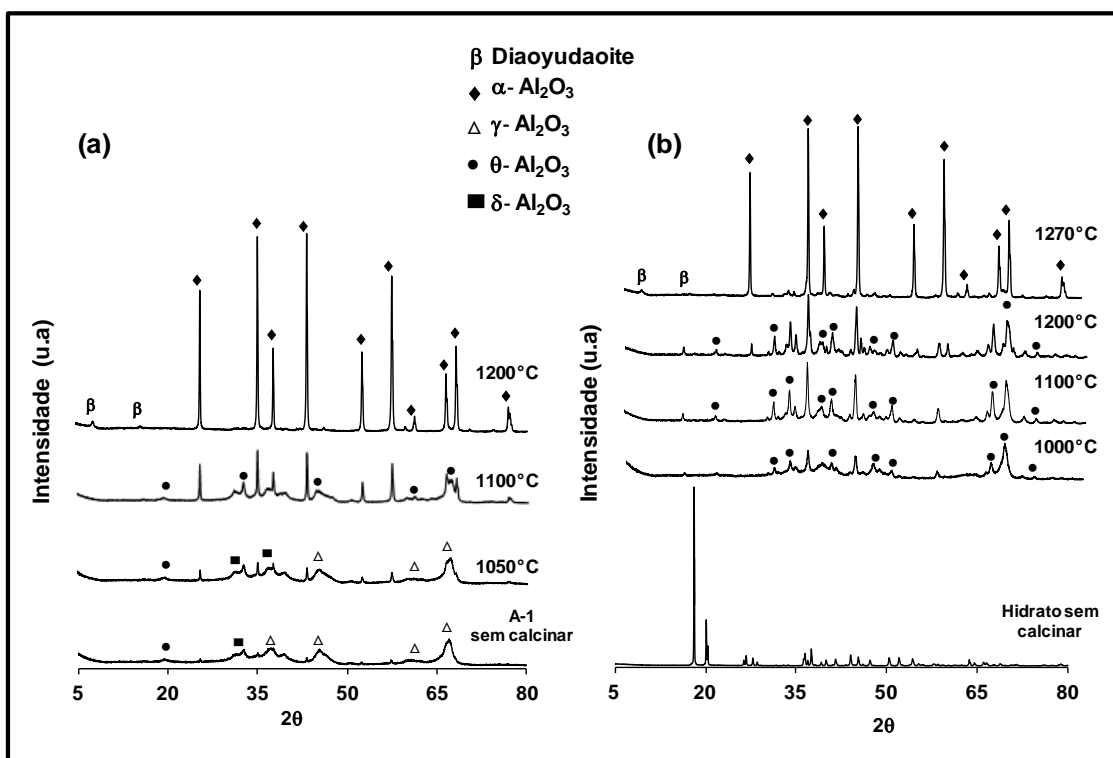 β Diaoyudaoite
♦ α- Al₂O₃
△ γ- Al₂O₃
● θ- Al₂O₃
■ δ- Al₂O₃
(a)
Intensidade (u.a)
β
β
1200°C
1100°C
1050°C
A-1
sem calcinar
5 20 35 50 65 80
2θ
(b)
Intensidade (u.a)
β
β
1270°C
1200°C
1100°C
1000°C
Hidrato sem
calcinar
5 20 35 50 65 80
2θ